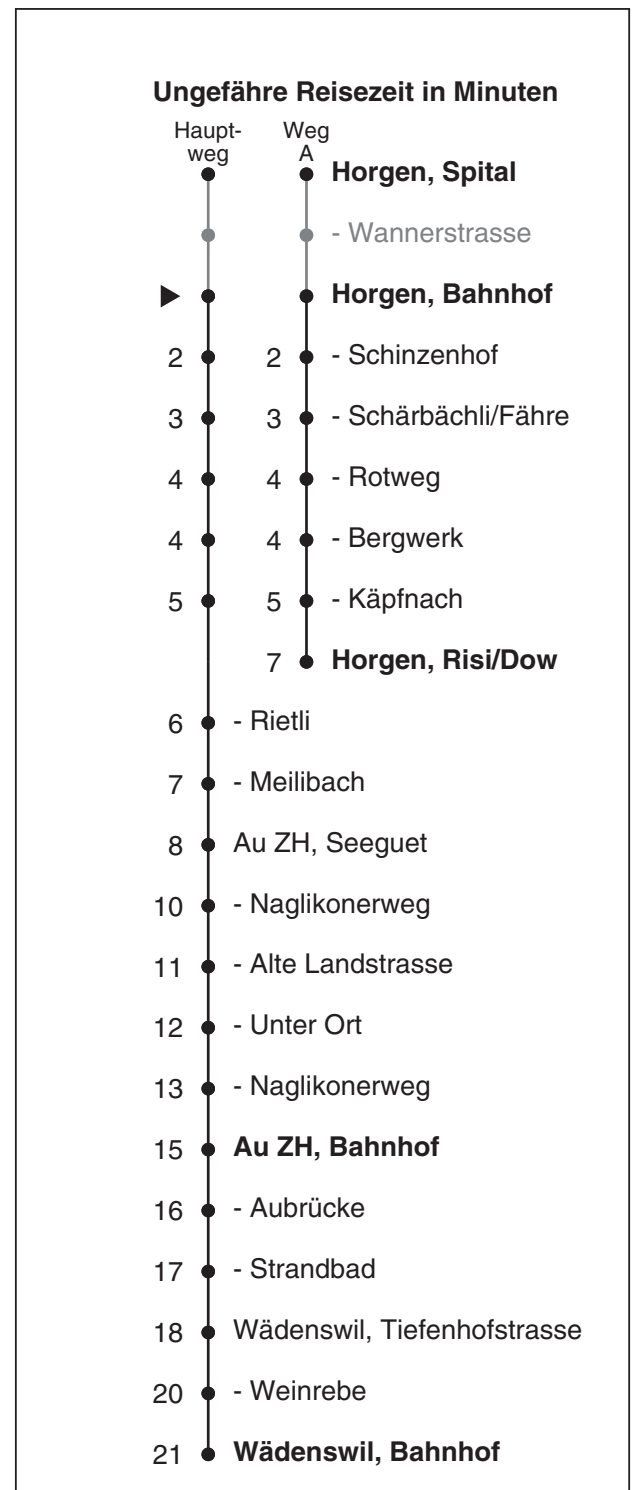 Ungefähre Reisezeit in Minuten
Haupt- Weg
weg A
Horgen, Spital
- Wannerstrasse
Horgen, Bahnhof
2 2 - Schinzenhof
3 3 - Schärbächli/Fähre
4 4 - Rotweg
4 4 - Bergwerk
5 5 - Käpfnach
7 Horgen, Risi/Dow
6 - Rietli
7 - Meilibach
8 Au ZH, Seeguet
10 - Naglikonerweg
11 - Alte Landstrasse
12 - Unter Ort
13 - Naglikonerweg
15 Au ZH, Bahnhof
16 - Aubrücke
17 - Strandbad
18 Wädenswil, Tiefenhofstrasse
20 - Weinrebe
21 Wädenswil, Bahnhof